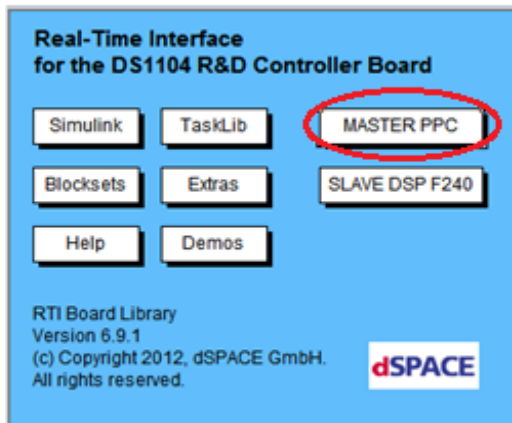 Real-Time Interface
for the DS1104 R&D Controller Board
Simulink TaskLib MASTER PPC
Blocksets Extras SLAVE DSP F240
Help Demos
RTI Board Library
Version 6.9.1
(c) Copyright 2012, dSPACE GmbH.
All rights reserved.
dSPACE